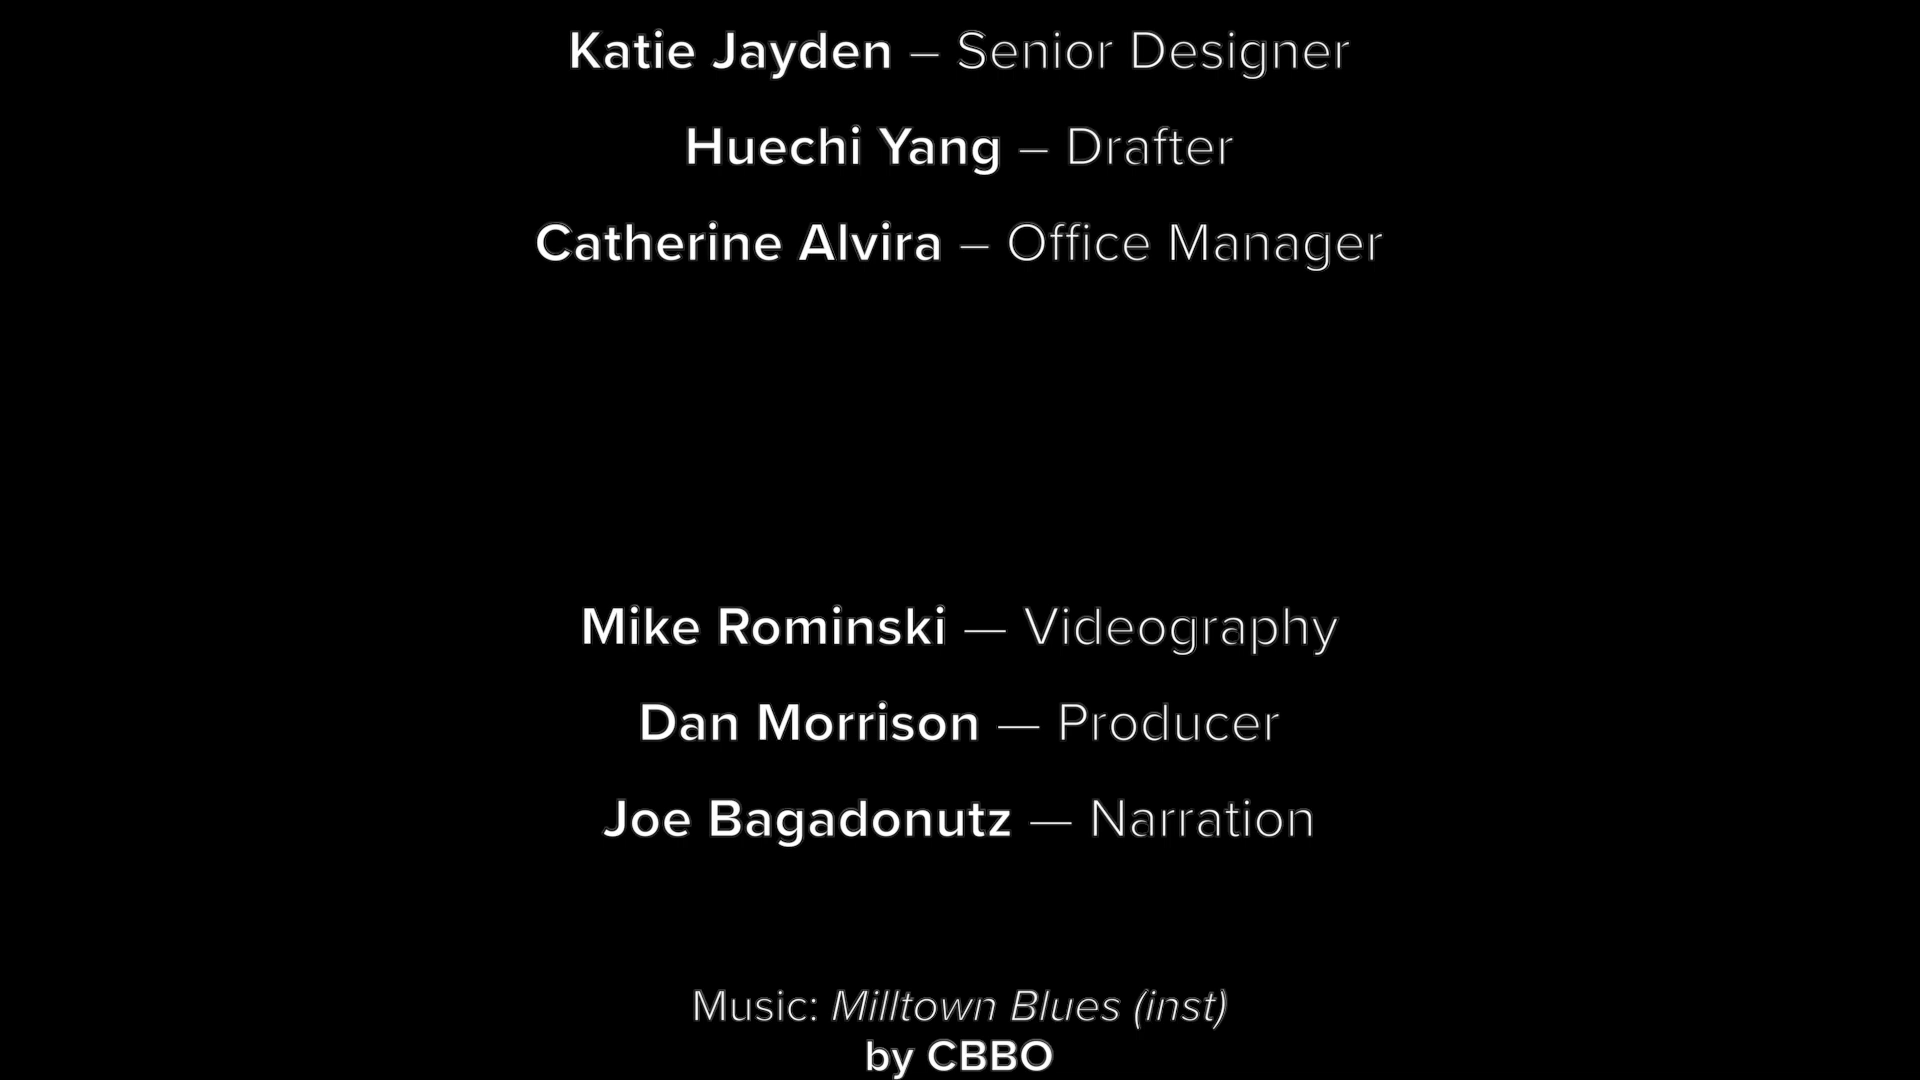 Katie Jayden – Senior Designer
Huechi Yang – Drafter
Catherine Alvira – Office Manager
Mike Rominski — Videography
Dan Morrison — Producer
Joe Bagadonutz — Narration
Music: Milltown Blues (inst)
by CBBO